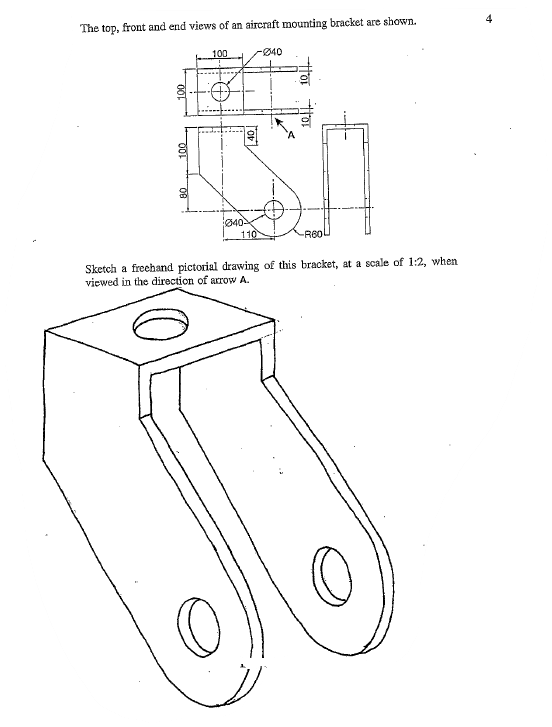 The top, front and end views of an aircraft mounting bracket are shown.
4
100
Ø40
100
10
10
A
100
40
80
Ø40
110
R60
Sketch a freehand pictorial drawing of this bracket, at a scale of 1:2, when
viewed in the direction of arrow A.